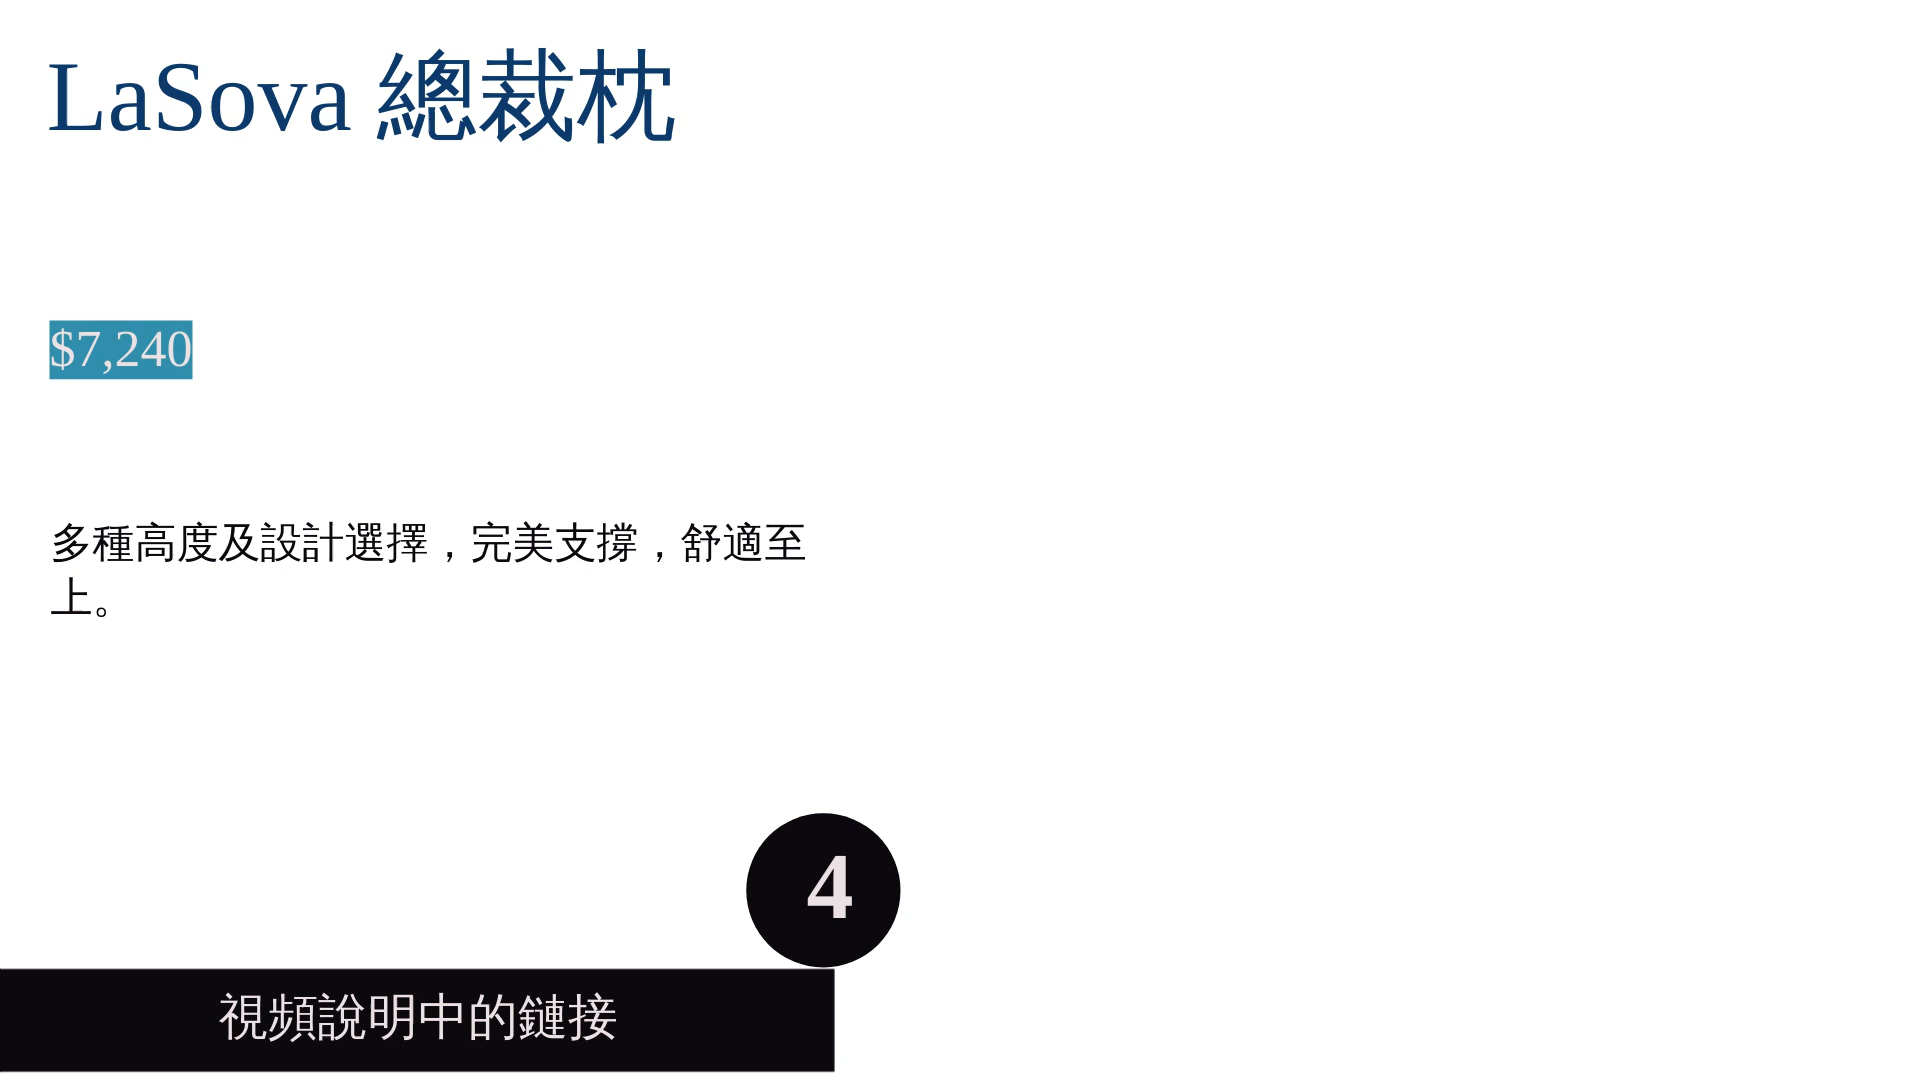 LaSova 總裁枕
$7,240
多種高度及設計選擇，完美支撐，舒適至
上。
4
視頻說明中的鏈接